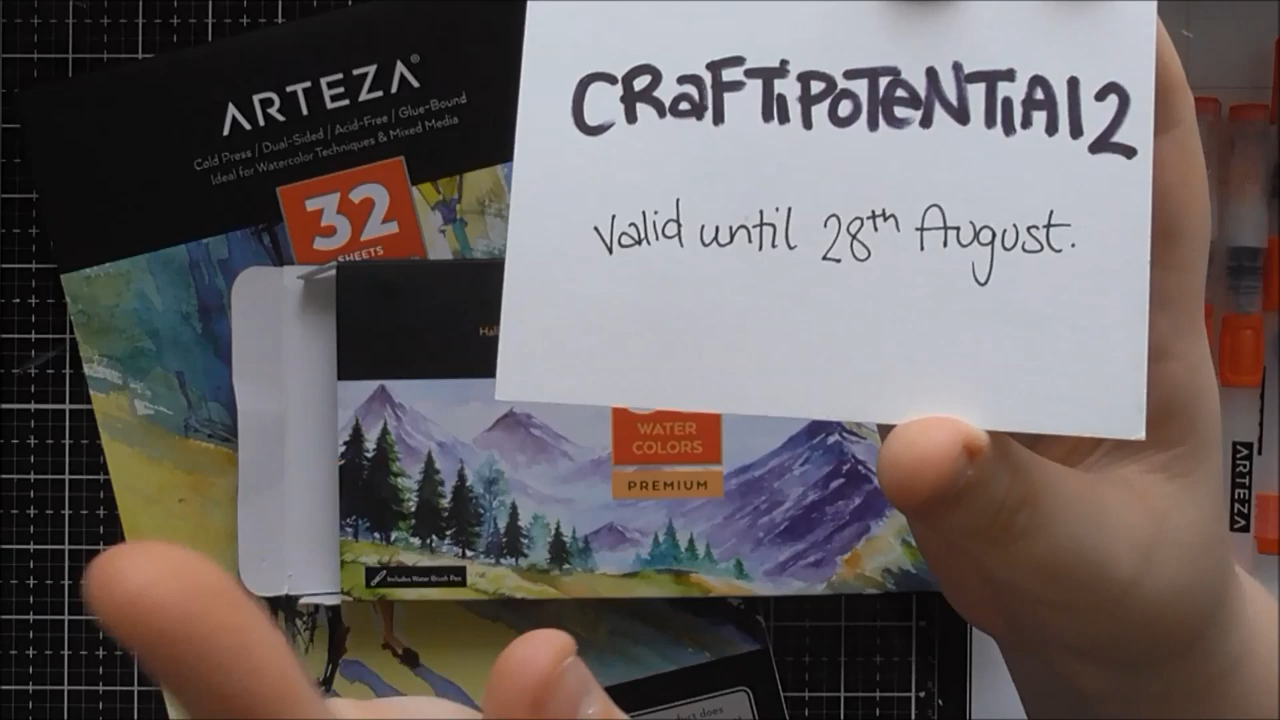 ARTEZA®
Cold Press / Dual-Sided / Acid-Free / Glue-Bound
Ideal for Watercolor Techniques & Mixed Media
32
SHEETS
CRaFTiPoTeNTiAl2
Valid until 28th August.
WATER
COLORS
PREMIUM
Includes Water Brush Pen
ARTEZA
does